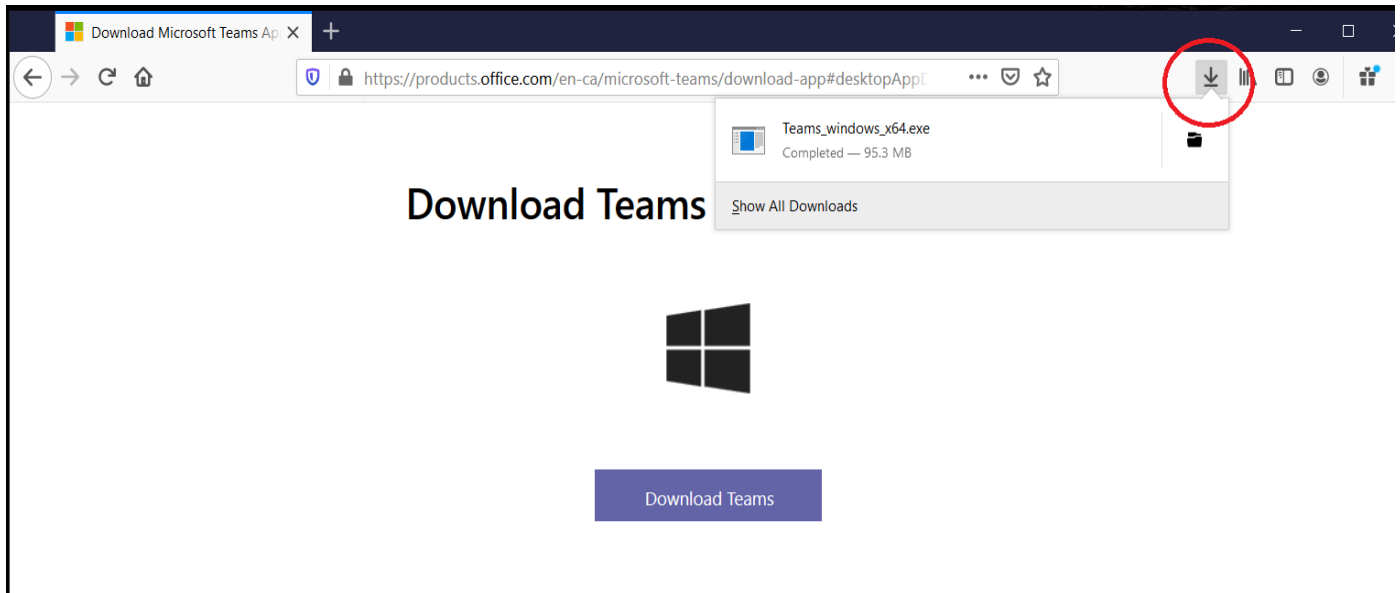 Download Microsoft Teams Ap
https://products.office.com/en-ca/microsoft-teams/download-app#desktopApp
Teams_windows_x64.exe
Completed — 95.3 MB
Show All Downloads
Download Teams
Download Teams